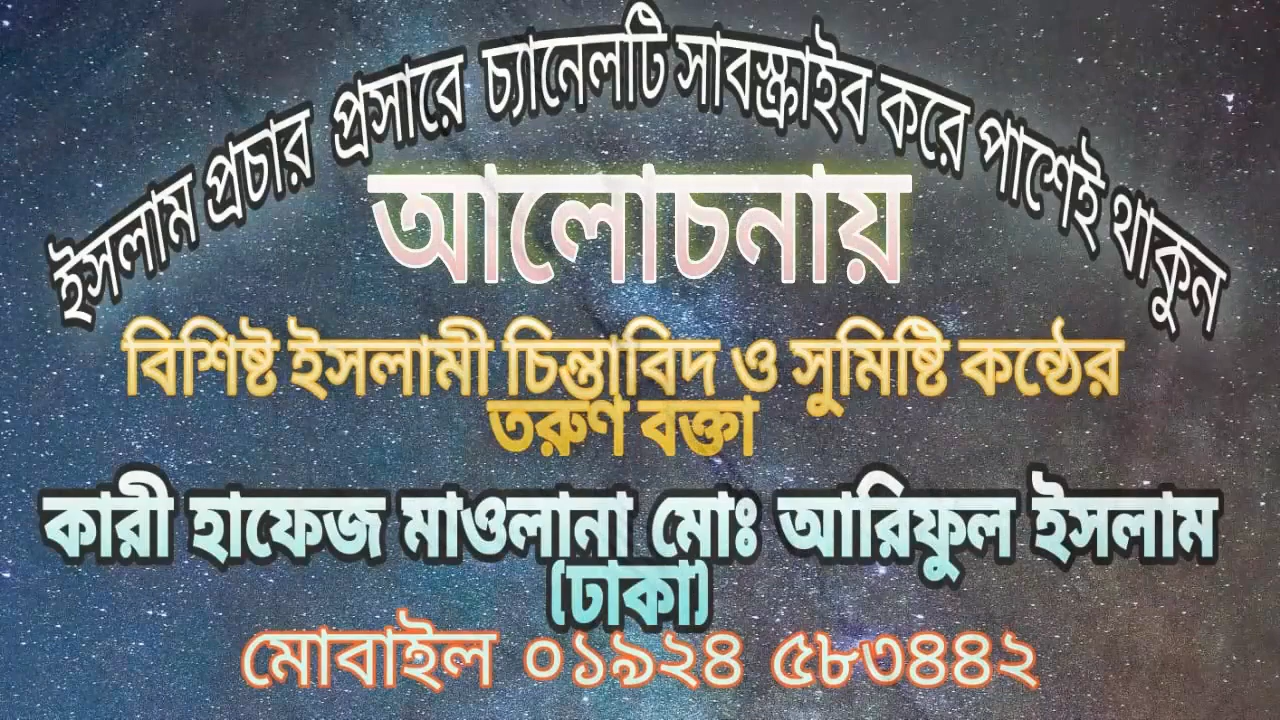 ইসলাম প্রচার প্রসারে চ্যানেলটি সাবস্ক্রাইব করে পাশেই থাকুন
আলোচনায়
বিশিষ্ট ইসলামী চিন্তাবিদ ও সুমিষ্টি কন্ঠের
তরুণ বক্তা
কারী হাফেজ মাওলানা মোঃ আরিফুল ইসলাম
(ঢাকা)
মোবাইল ০১৯২৪ ৫৮৩৪৪২